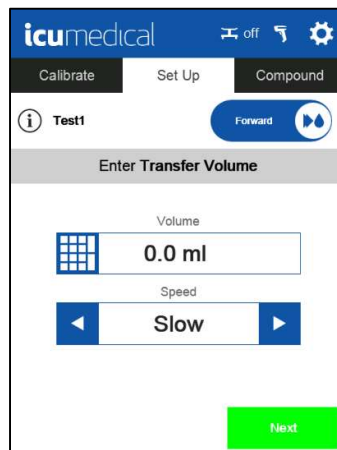 icumedical off
Calibrate Set Up Compound
i Test1 Forward
Enter Transfer Volume
Volume
0.0 ml
Speed
Slow
Next